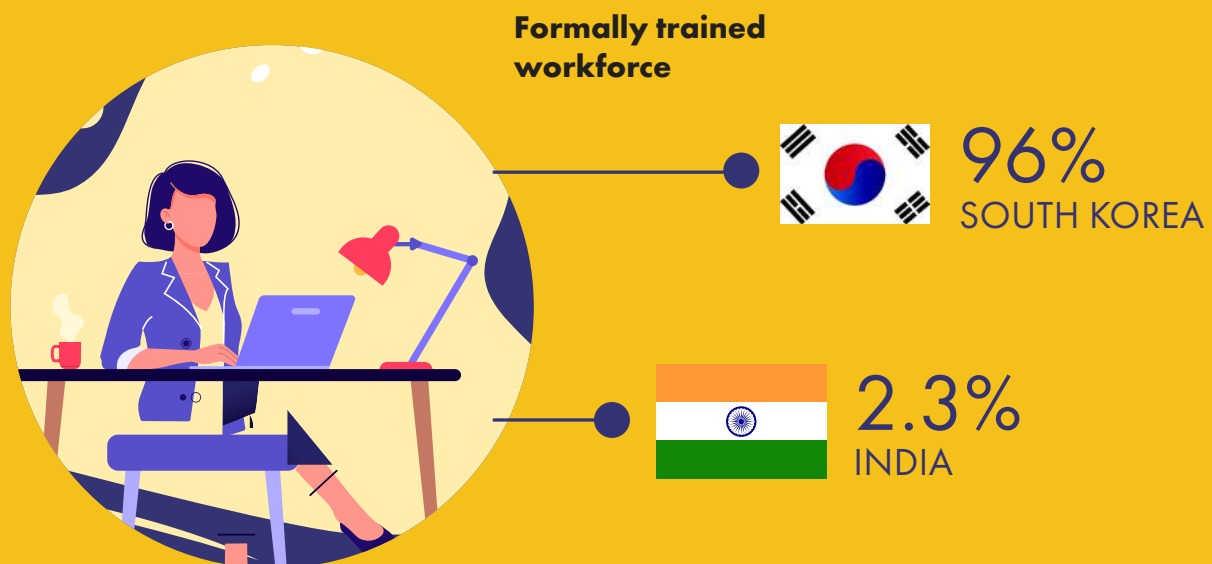 Formally trained
workforce
96%
SOUTH KOREA
2.3%
INDIA